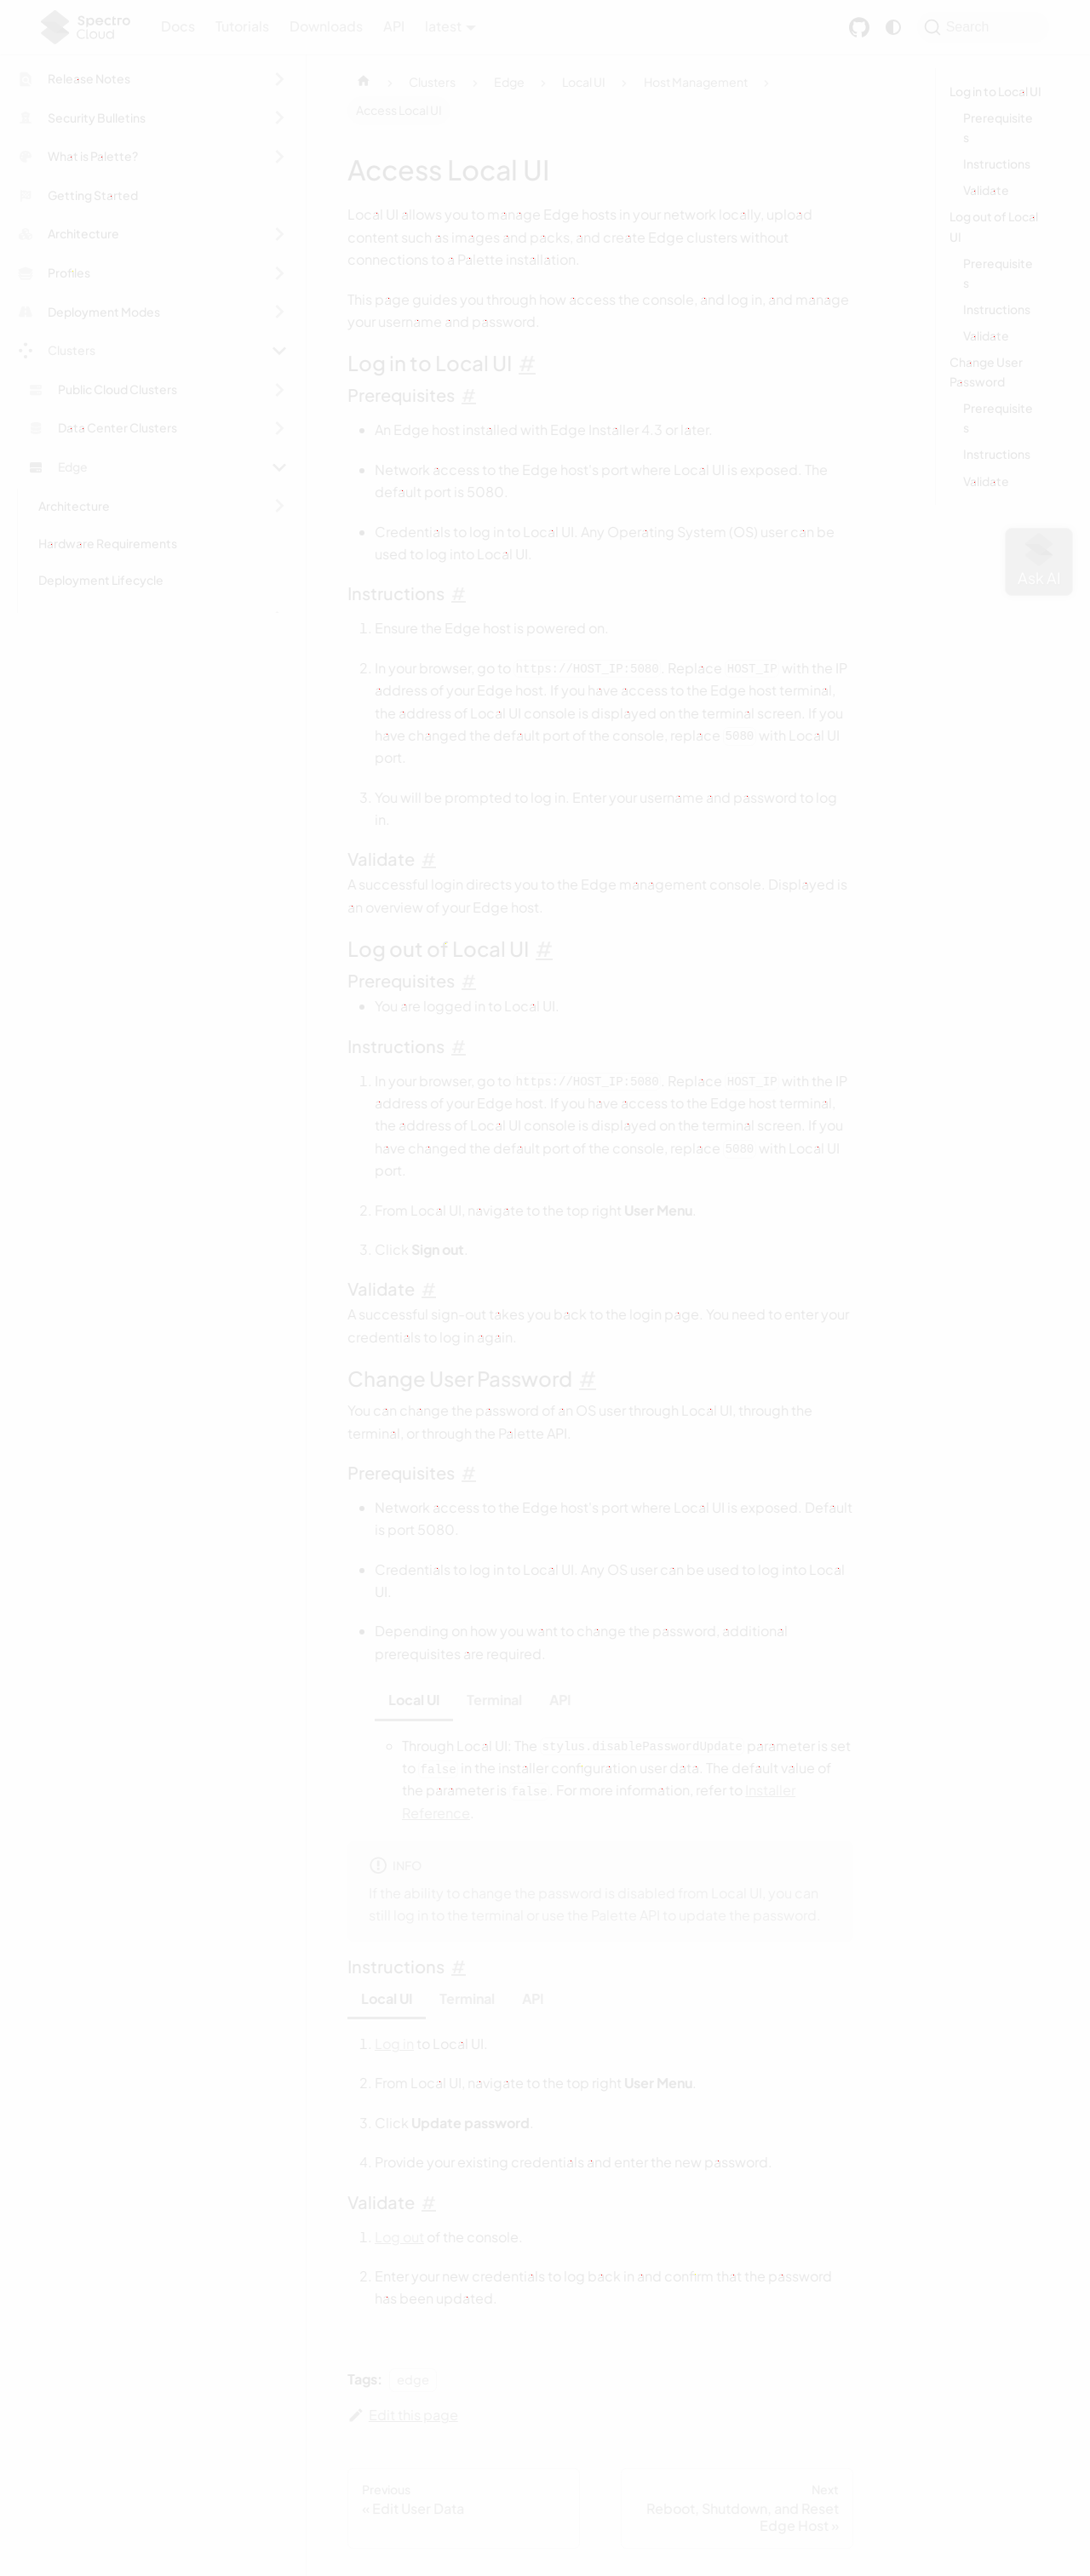 Spectro Cloud
Docs
Tutorials
Downloads
API
latest
Search
Release Notes
Security Bulletins
What is Palette?
Getting Started
Architecture
Profiles
Deployment Modes
Clusters
Public Cloud Clusters
Data Center Clusters
Edge
Architecture
Hardware Requirements
Deployment Lifecycle
Clusters
Edge
Local UI
Host Management
Access Local UI
Access Local UI
Local UI allows you to manage Edge hosts in your network locally, upload
content such as images and packs, and create Edge clusters without
connections to a Palette installation.
This page guides you through how access the console, and log in, and manage
your username and password.
Log in to Local UI #
Prerequisites #
An Edge host installed with Edge Installer 4.3 or later.
Network access to the Edge host's port where Local UI is exposed. The
default port is 5080.
Credentials to log in to Local UI. Any Operating System (OS) user can be
used to log into Local UI.
Instructions #
1. Ensure the Edge host is powered on.
2. In your browser, go to https://HOST_IP:5080. Replace HOST_IP with the IP
address of your Edge host. If you have access to the Edge host terminal,
the address of Local UI console is displayed on the terminal screen. If you
have changed the default port of the console, replace 5080 with Local UI
port.
3. You will be prompted to log in. Enter your username and password to log
in.
Validate #
A successful login directs you to the Edge management console. Displayed is
an overview of your Edge host.
Log out of Local UI #
Prerequisites #
You are logged in to Local UI.
Instructions #
1. In your browser, go to https://HOST_IP:5080. Replace HOST_IP with the IP
address of your Edge host. If you have access to the Edge host terminal,
the address of Local UI console is displayed on the terminal screen. If you
have changed the default port of the console, replace 5080 with Local UI
port.
2. From Local UI, navigate to the top right User Menu.
3. Click Sign out.
Validate #
A successful sign-out takes you back to the login page. You need to enter your
credentials to log in again.
Change User Password #
You can change the password of an OS user through Local UI, through the
terminal, or through the Palette API.
Prerequisites #
Network access to the Edge host's port where Local UI is exposed. Default
is port 5080.
Credentials to log in to Local UI. Any OS user can be used to log into Local
UI.
Depending on how you want to change the password, additional
prerequisites are required.
Local UI
Terminal
API
Through Local UI: The stylus.disablePasswordUpdate parameter is set
to false in the installer configuration user data. The default value of
the parameter is false. For more information, refer to Installer
Reference.
INFO
If the ability to change the password is disabled from Local UI, you can
still log in to the terminal or use the Palette API to update the password.
Instructions #
Local UI
Terminal
API
1. Log in to Local UI.
2. From Local UI, navigate to the top right User Menu.
3. Click Update password.
4. Provide your existing credentials and enter the new password.
Validate #
1. Log out of the console.
2. Enter your new credentials to log back in and confirm that the password
has been updated.
Tags:
edge
Edit this page
Previous
« Edit User Data
Next
Reboot, Shutdown, and Reset
Edge Host »
Log in to Local UI
Prerequisite
s
Instructions
Validate
Log out of Local
UI
Prerequisite
s
Instructions
Validate
Change User
Password
Prerequisite
s
Instructions
Validate
Ask AI